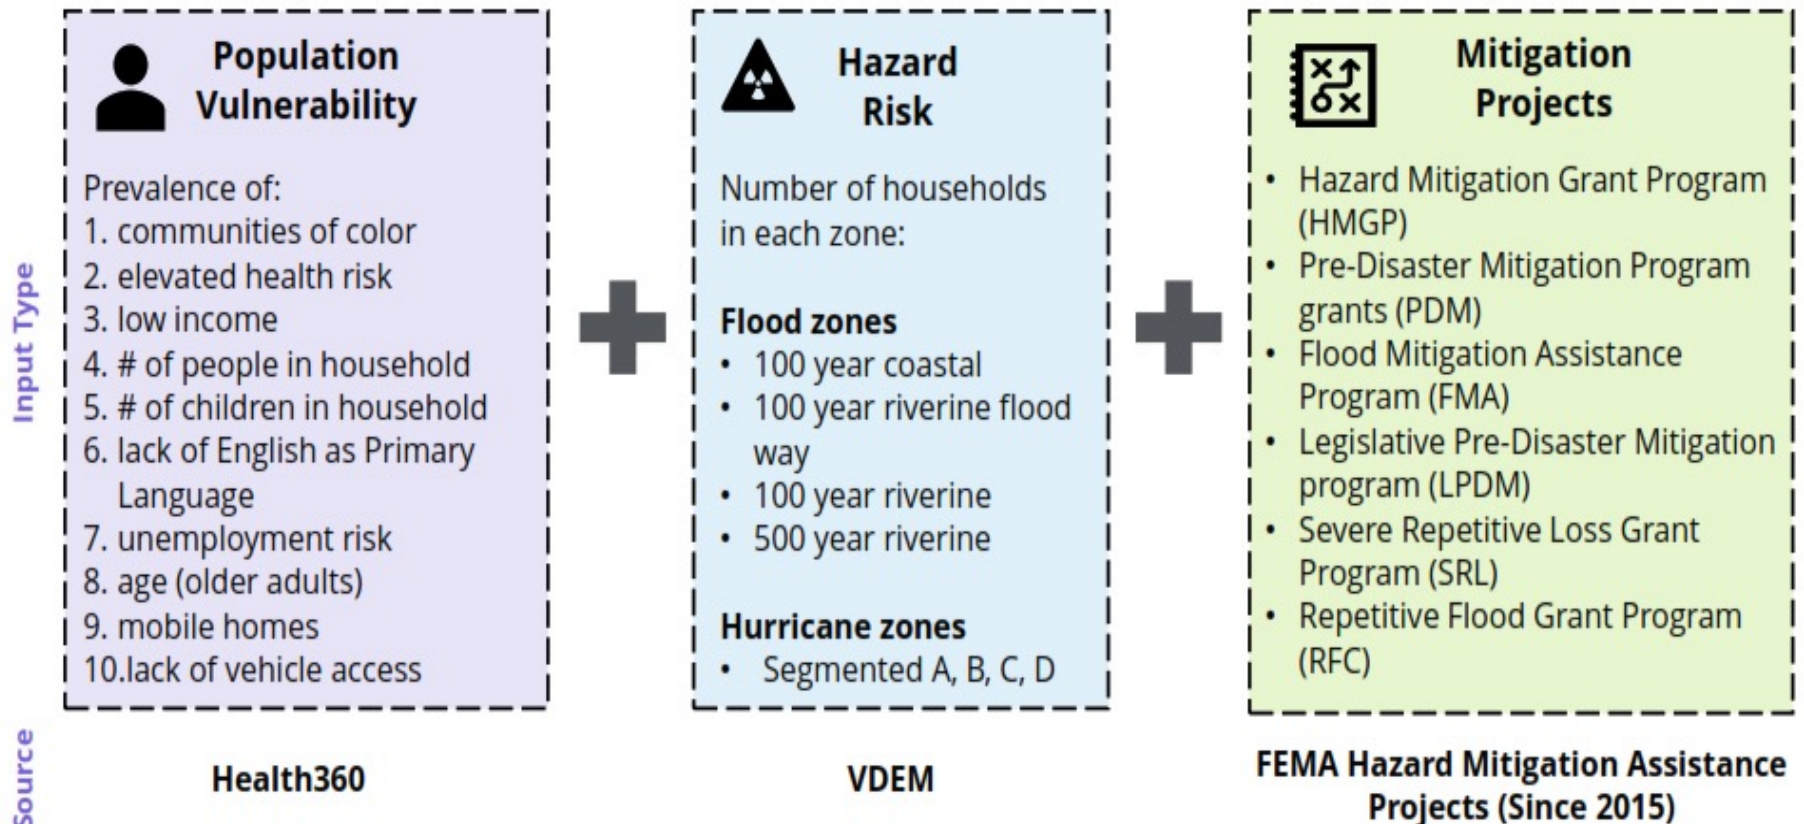 Input Type
Population
Vulnerability
Prevalence of:
1. communities of color
2. elevated health risk
3. low income
4. # of people in household
5. # of children in household
6. lack of English as Primary
Language
7. unemployment risk
8. age (older adults)
9. mobile homes
10.lack of vehicle access
Hazard
Risk
Number of households
in each zone:
Flood zones
• 100 year coastal
• 100 year riverine flood
way
• 100 year riverine
• 500 year riverine
Hurricane zones
• Segmented A, B, C, D
Mitigation
Projects
• Hazard Mitigation Grant Program
(HMGP)
• Pre-Disaster Mitigation Program
grants (PDM)
• Flood Mitigation Assistance
Program (FMA)
• Legislative Pre-Disaster Mitigation
program (LPDM)
• Severe Repetitive Loss Grant
Program (SRL)
• Repetitive Flood Grant Program
(RFC)
Source
Health360
VDEM
FEMA Hazard Mitigation Assistance
Projects (Since 2015)